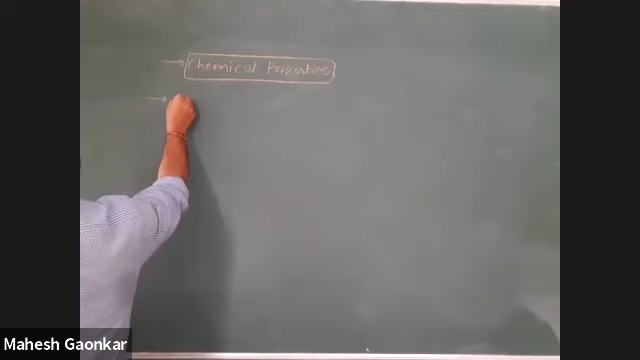 → Chemical Properties
→
Mahesh Gaonkar